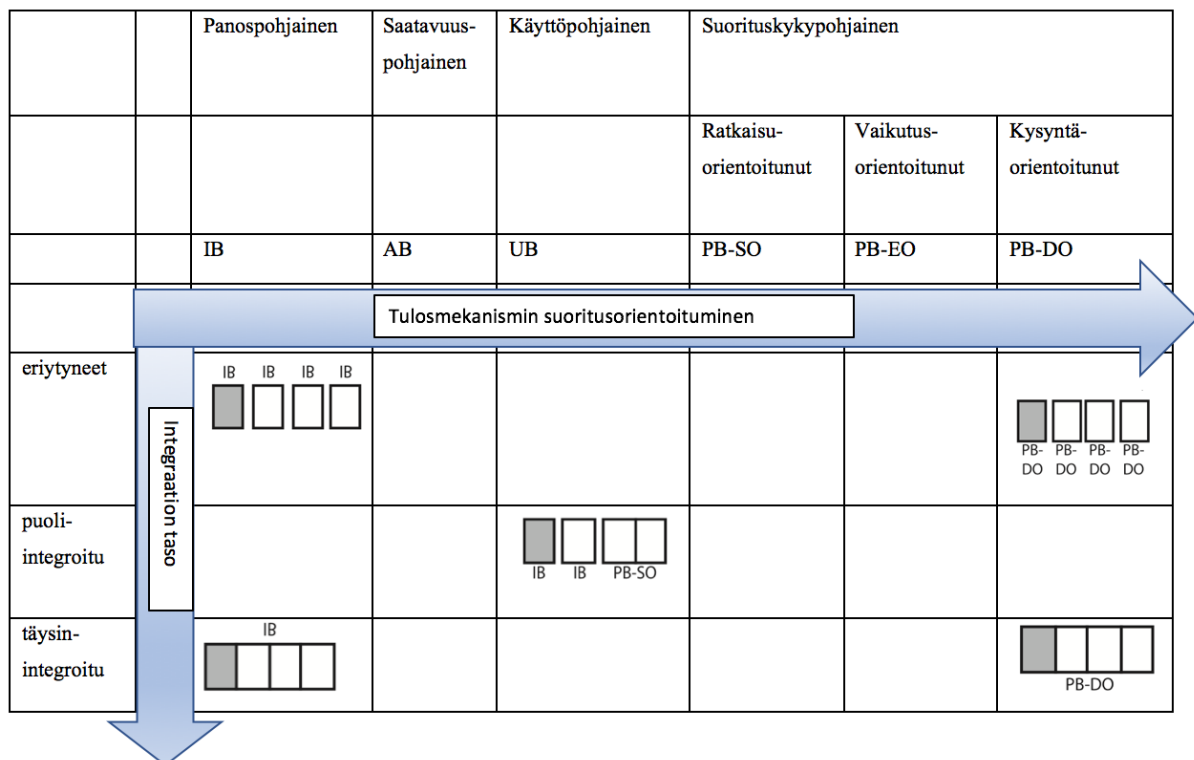 Panospohjainen
Saatavuus-
pohjainen
Käyttöpohjainen
Suorituskykypohjainen
Ratkaisu-
orientoitunut
Vaikutus-
orientoitunut
Kysyntä-
orientoitunut
IB
AB
UB
PB-SO
PB-EO
PB-DO
Tulosmekanismin suoritusorientoituminen
Integraation taso
eriytyneet
IB IB IB IB
PB- PB- PB- PB-
DO DO DO DO
puoli-
integroitu
IB IB PB-SO
täysin-
integroitu
IB
PB-DO